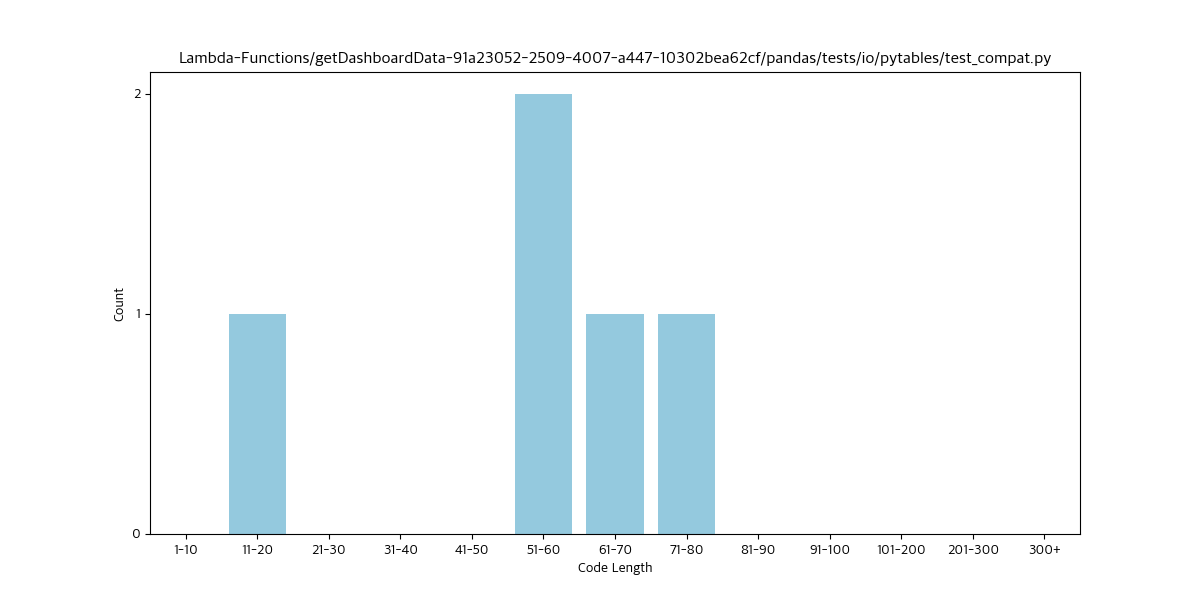 Lambda-Functions/getDashboardData-91a23052-2509-4007-a447-10302bea62cf/pandas/tests/io/pytables/test_compat.py
Count
2
1
0
1-10 11-20 21-30 31-40 41-50 51-60 61-70 71-80 81-90 91-100 101-200 201-300 300+
Code Length